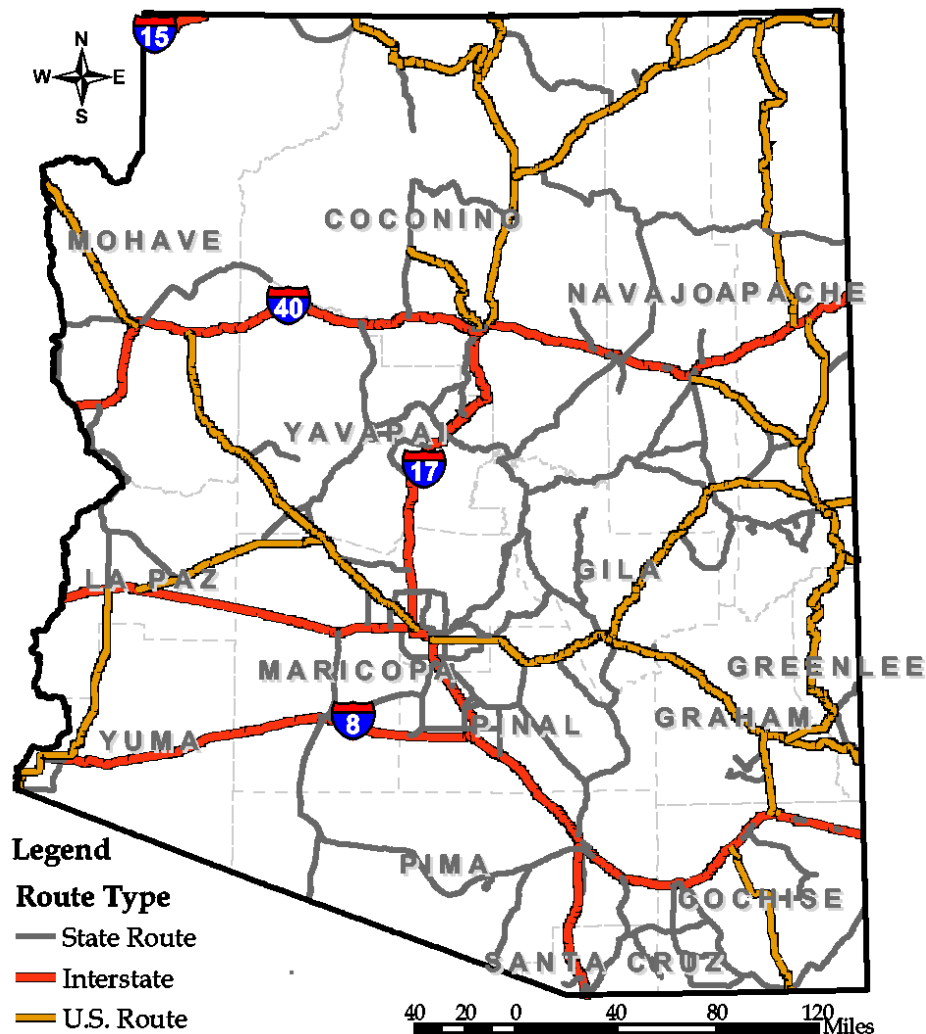 15
N
W E
S
COCONINO
MOHAVE
NAVAJO APACHE
40
YAVAPAI
17
GILA
LA PAZ
MARICOPA
GREENLEE
GRAHAM
8
PINAL
YUMA
Legend
PIMA
Route Type
COCHISE
State Route
SANTA CRUZ
Interstate
40 20 0 40 80 120
U.S. Route
Miles